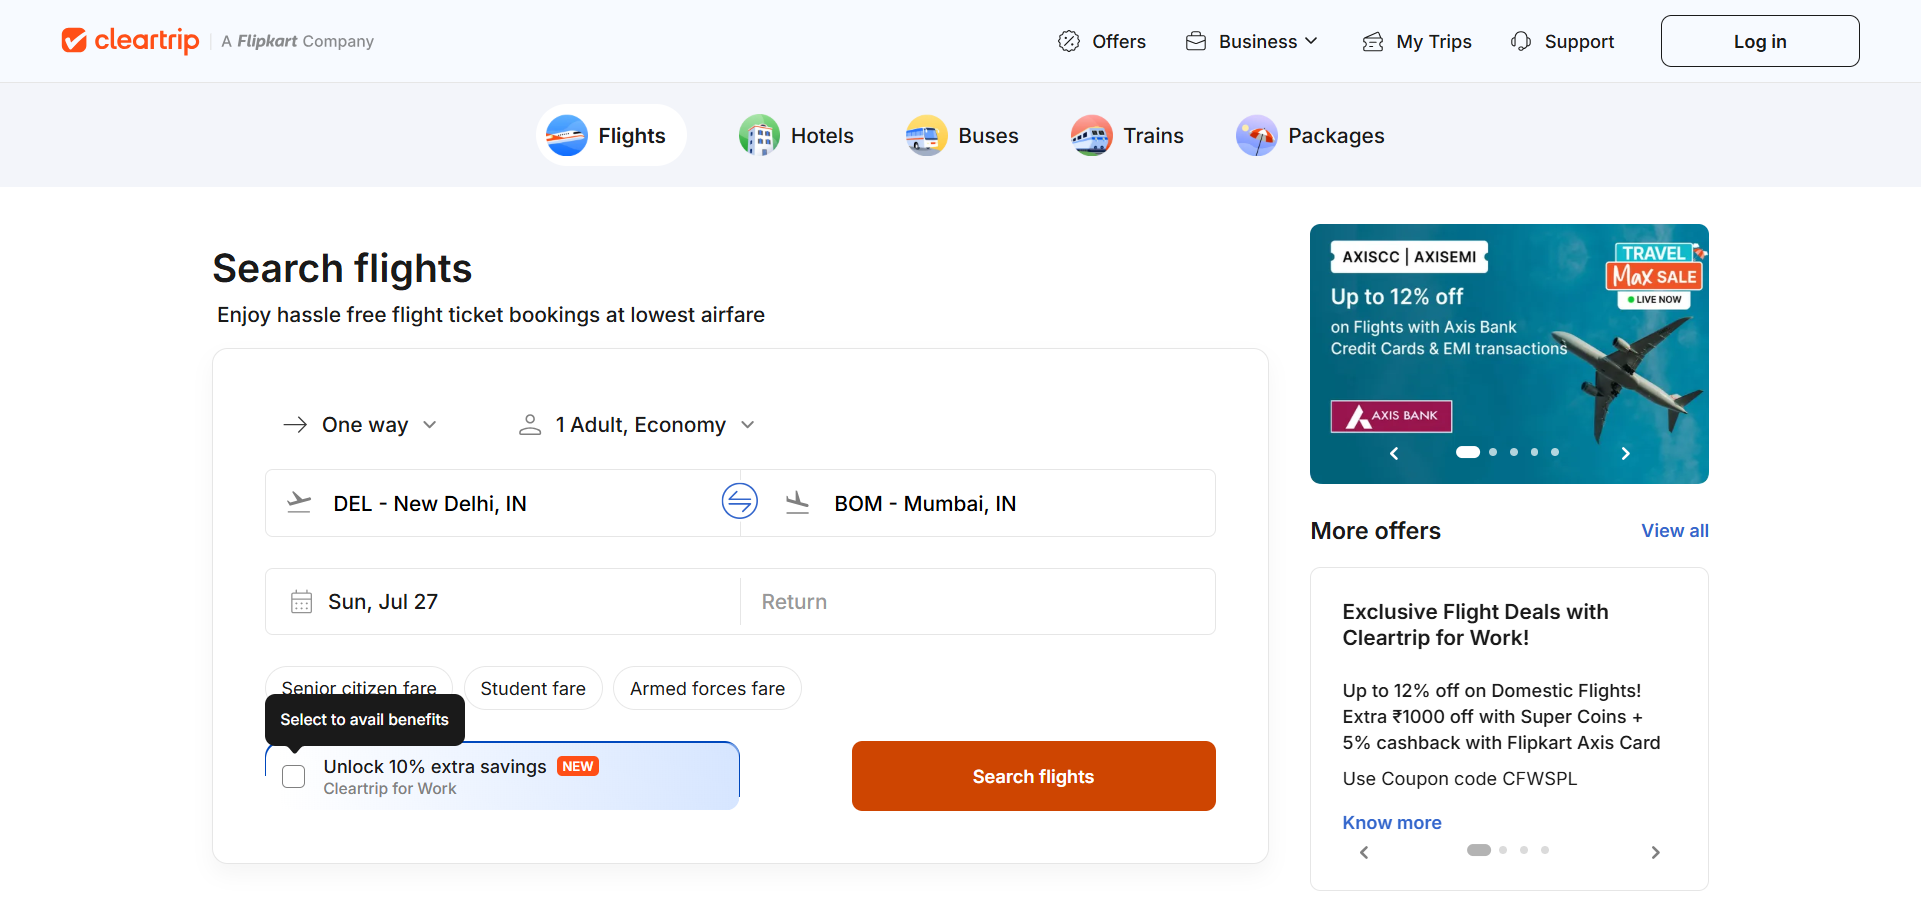 cleartrip A Flipkart Company
Offers
Business
My Trips
Support
Log in
Flights
Hotels
Buses
Trains
Packages
Search flights
Enjoy hassle free flight ticket bookings at lowest airfare
One way
1 Adult, Economy
DEL - New Delhi, IN
BOM - Mumbai, IN
Sun, Jul 27
Return
Senior citizen fare
Student fare
Armed forces fare
Select to avail benefits
Unlock 10% extra savings NEW
Cleartrip for Work
Search flights
AXISCC | AXISEMI
TRAVEL
Max SALE
LIVE NOW
Up to 12% off
on Flights with Axis Bank
Credit Cards & EMI transactions
AXIS BANK
More offers
View all
Exclusive Flight Deals with
Cleartrip for Work!
Up to 12% off on Domestic Flights!
Extra ₹1000 off with Super Coins +
5% cashback with Flipkart Axis Card
Use Coupon code CFWSPL
Know more